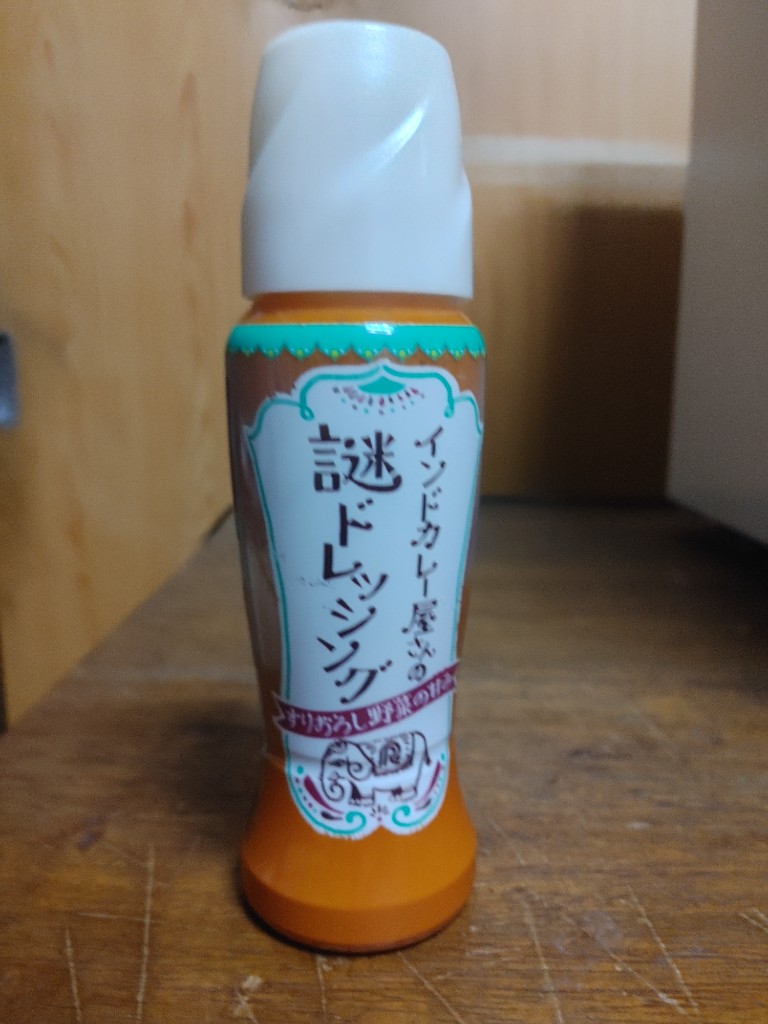 インドカレー屋さんの
謎ドレッシング
すりおろし野菜の甘み